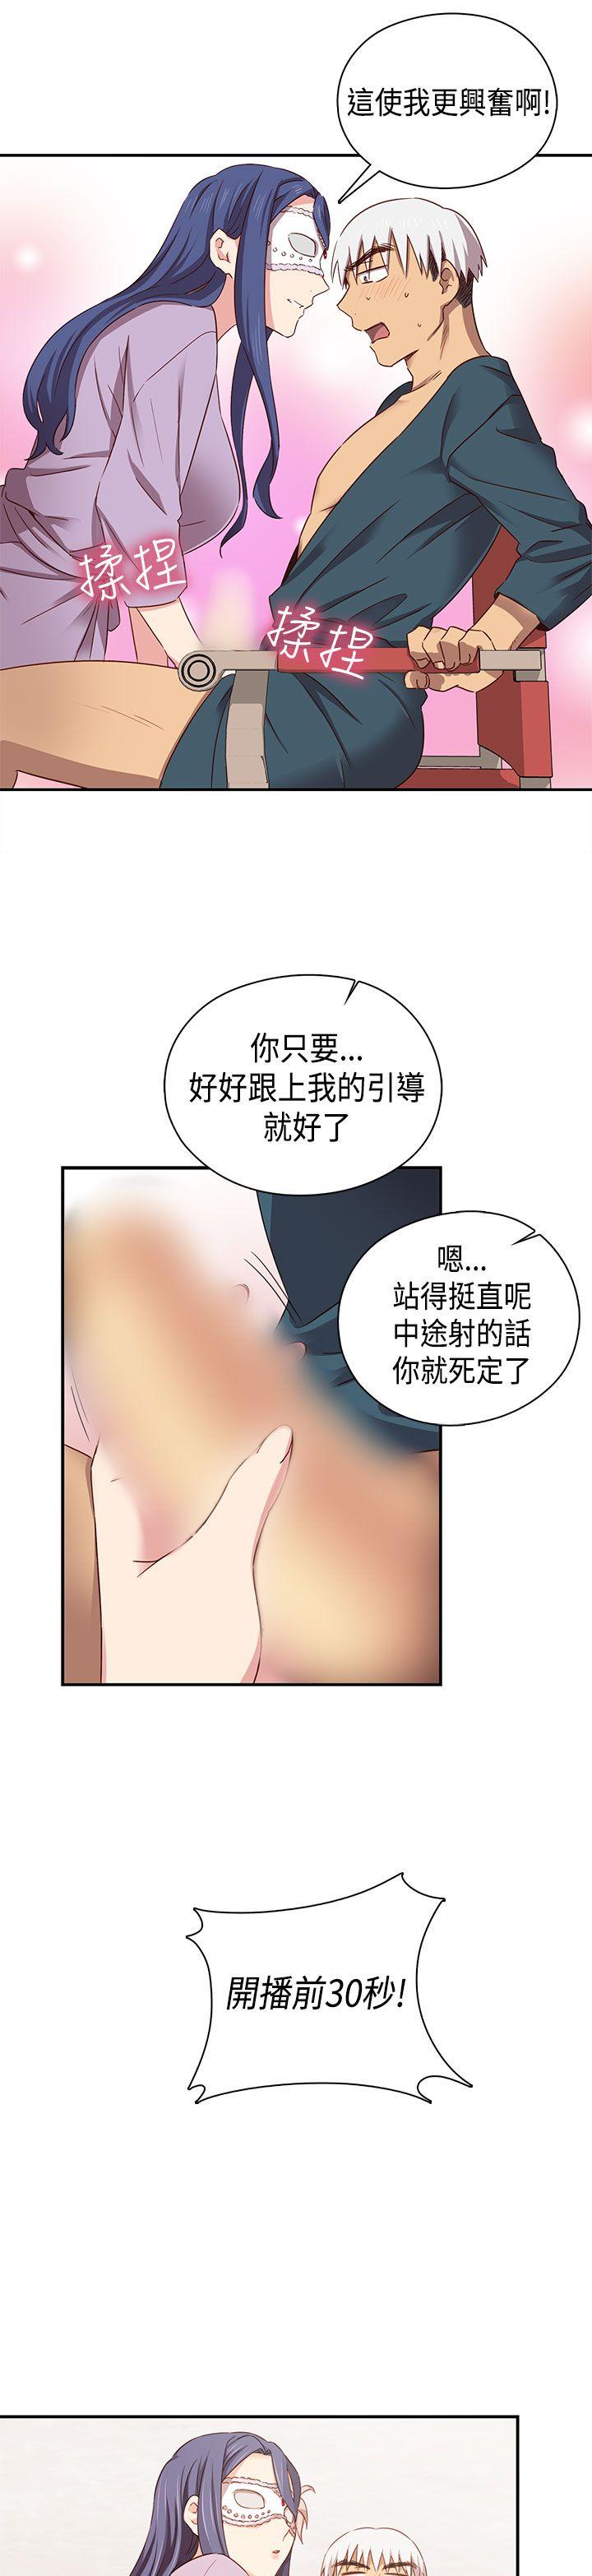 這使我更興奮啊!
揉捏
揉捏
你只要...
好好跟上我的引導
就好了
嗯...
站得挺直呢
中途射的話
你就死定了
開播前30秒!